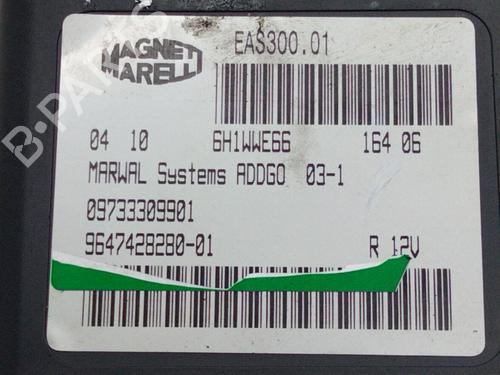 MAGNETI
MARELLI
EAS300.01
04 10 6H1WWE66 164 06
MARWAL Systems ADDGO 03-1
09733309901
9647428280-01 R 12V
B-PARTS